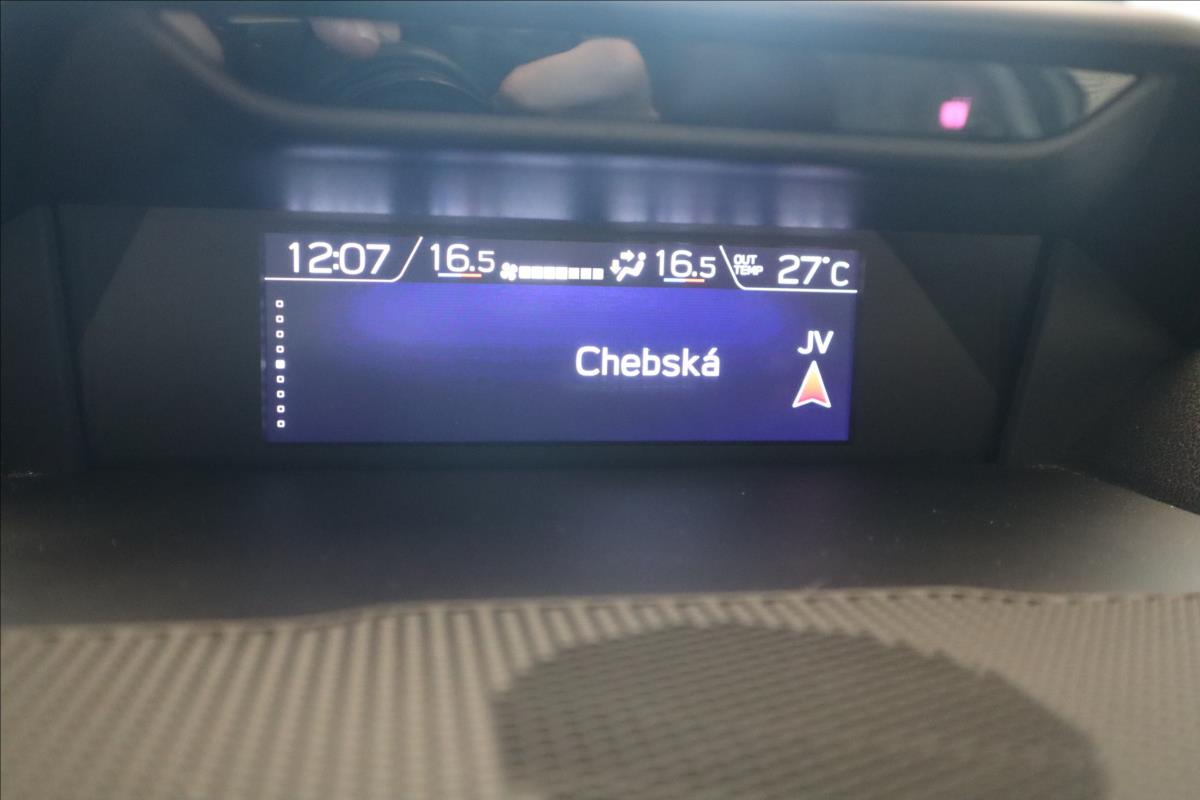 12:07 16.5 16.5 OUT TEMP 27°C
JV
Chebská